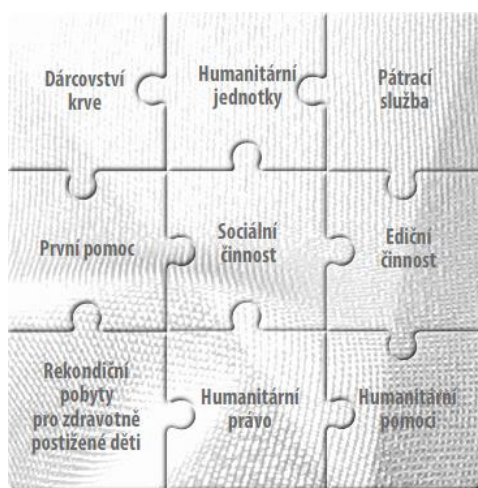 Dárcovství
krve
Humanitární
jednotky
Pátrací
služba
První pomoc
Sociální
činnost
Ediční
činnost
Rekondiční
pobyty
pro zdravotně
postižené děti
Humanitární
právo
Humanitární
pomoci